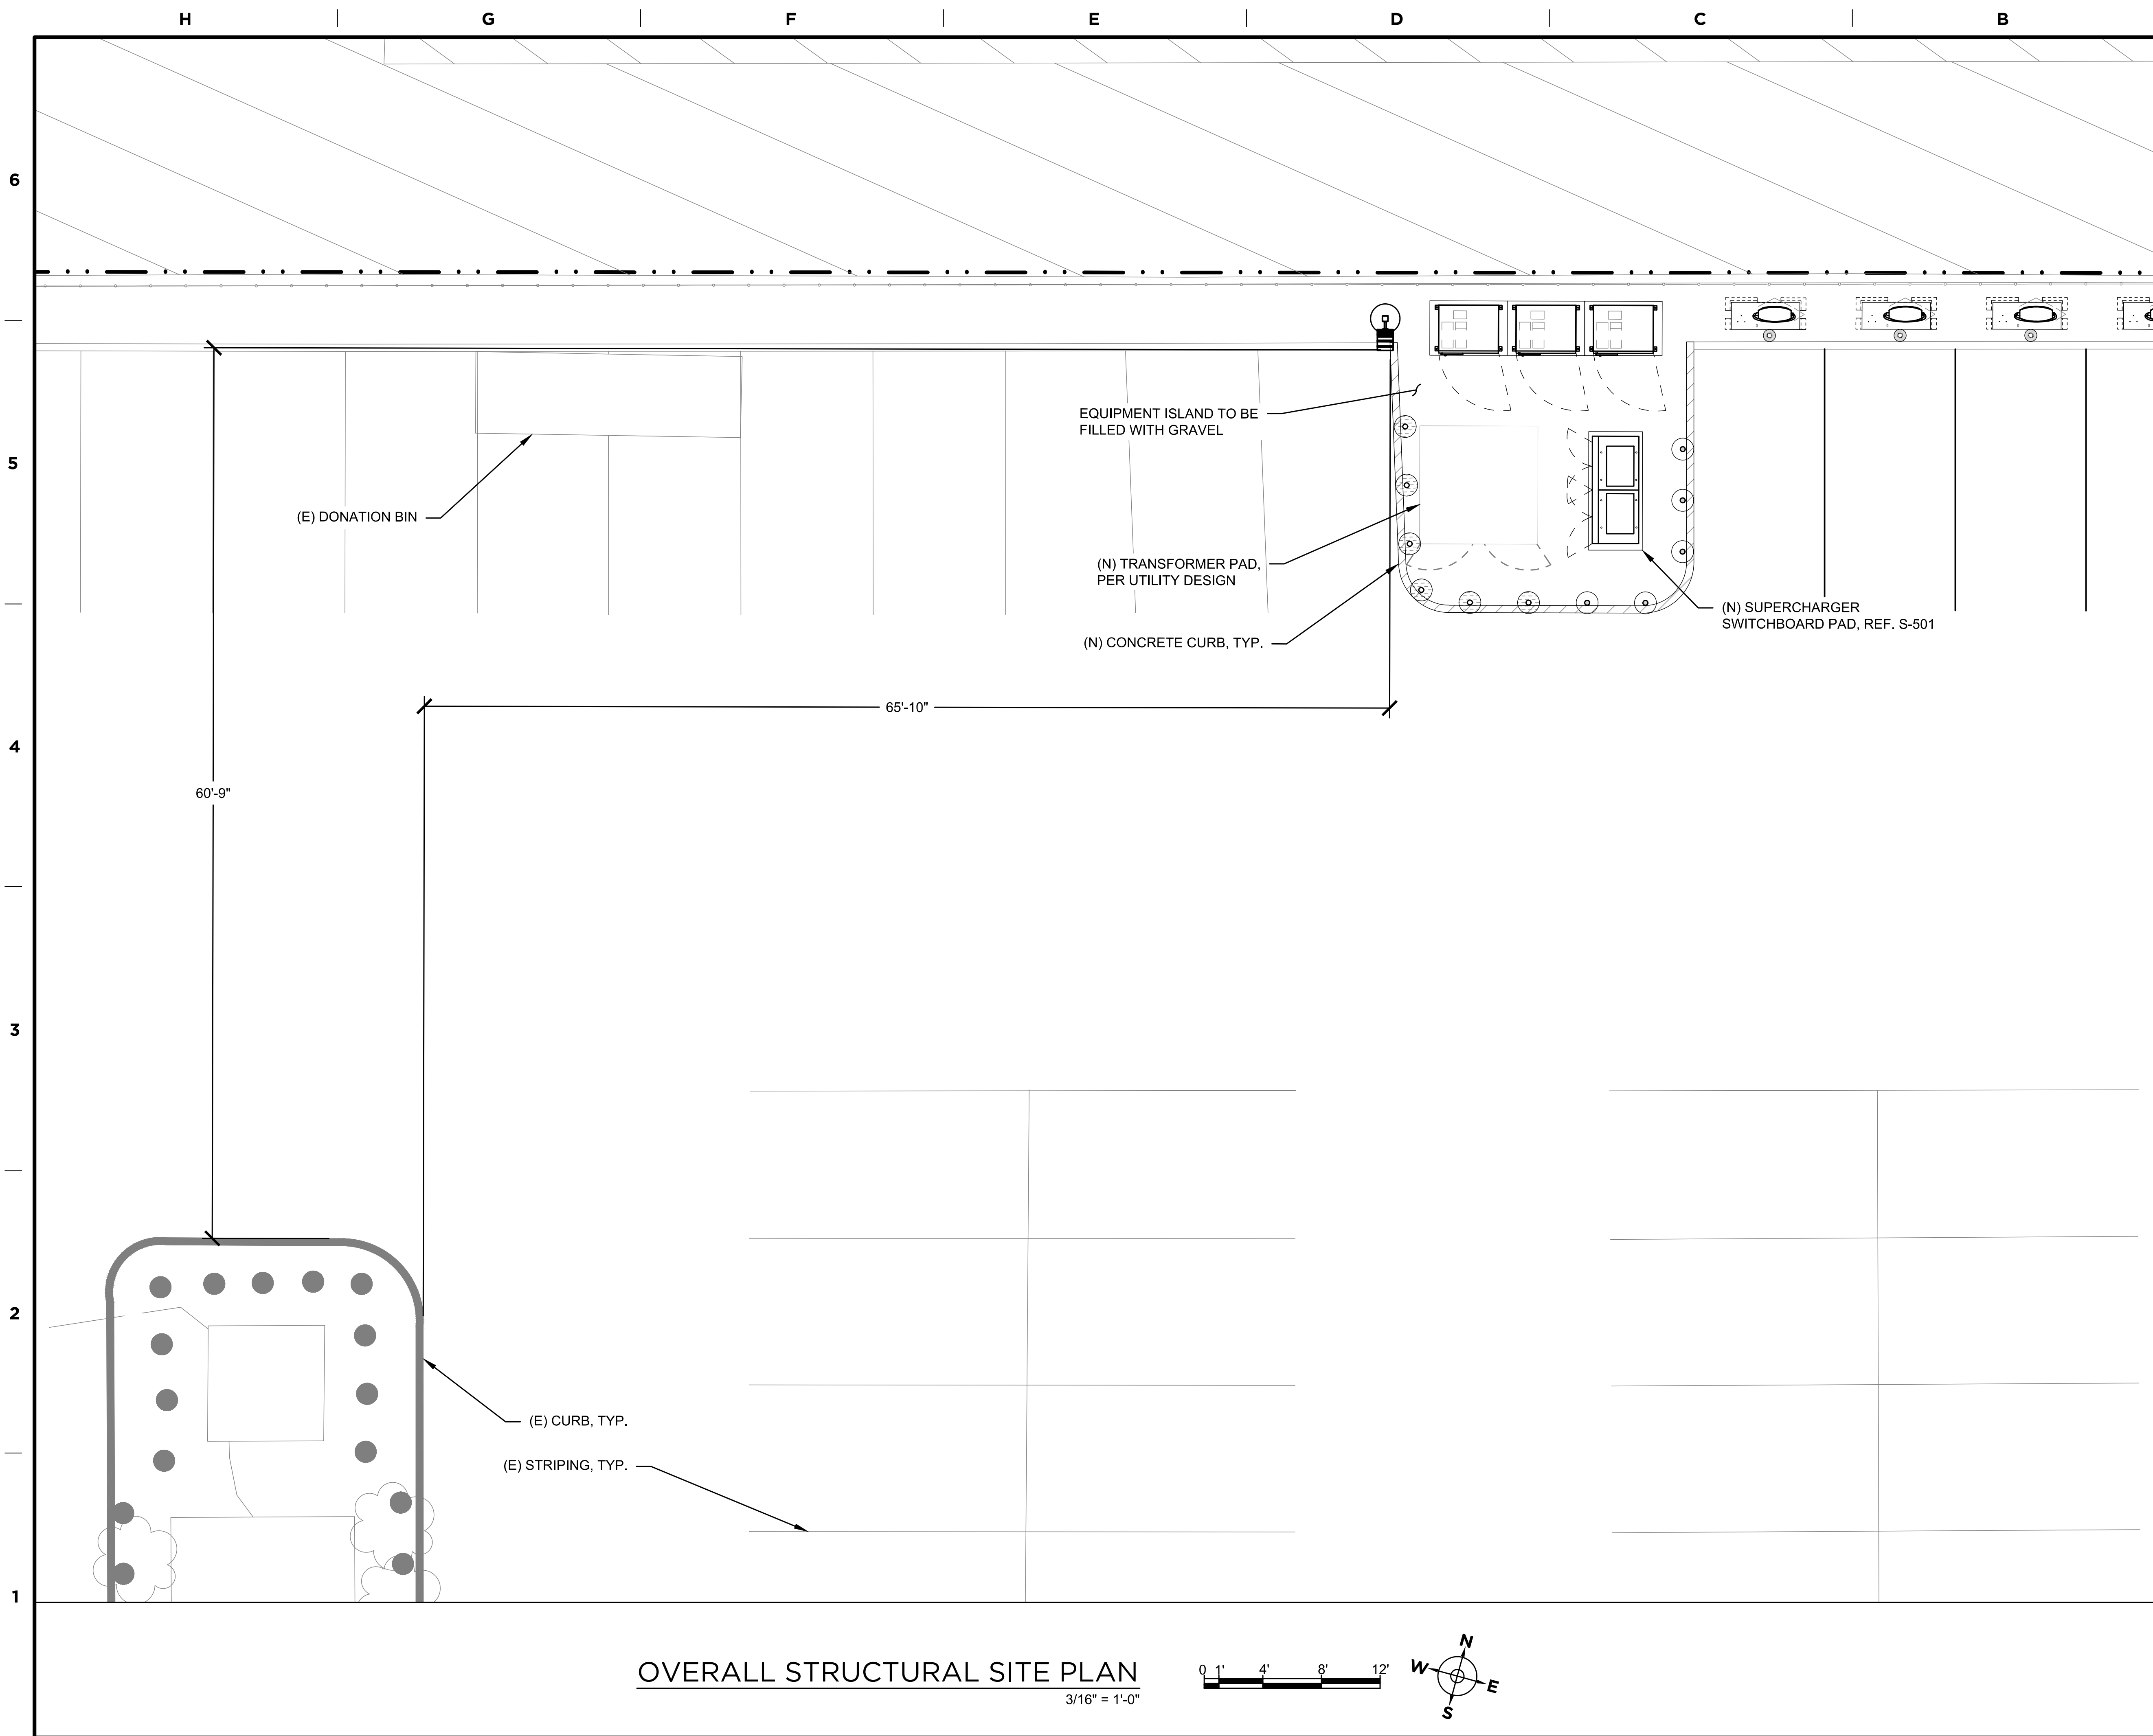 H G F E D C B
6
EQUIPMENT ISLAND TO BE
FILLED WITH GRAVEL
5
(E) DONATION BIN
(N) TRANSFORMER PAD,
PER UTILITY DESIGN
(N) SUPERCHARGER
SWITCHBOARD PAD, REF. S-501
(N) CONCRETE CURB, TYP.
65'-10"
4
60'-9"
3
2
(E) CURB, TYP.
(E) STRIPING, TYP.
1
OVERALL STRUCTURAL SITE PLAN
3/16" = 1'-0"
0 1' 4' 8' 12'
N
W
E
S